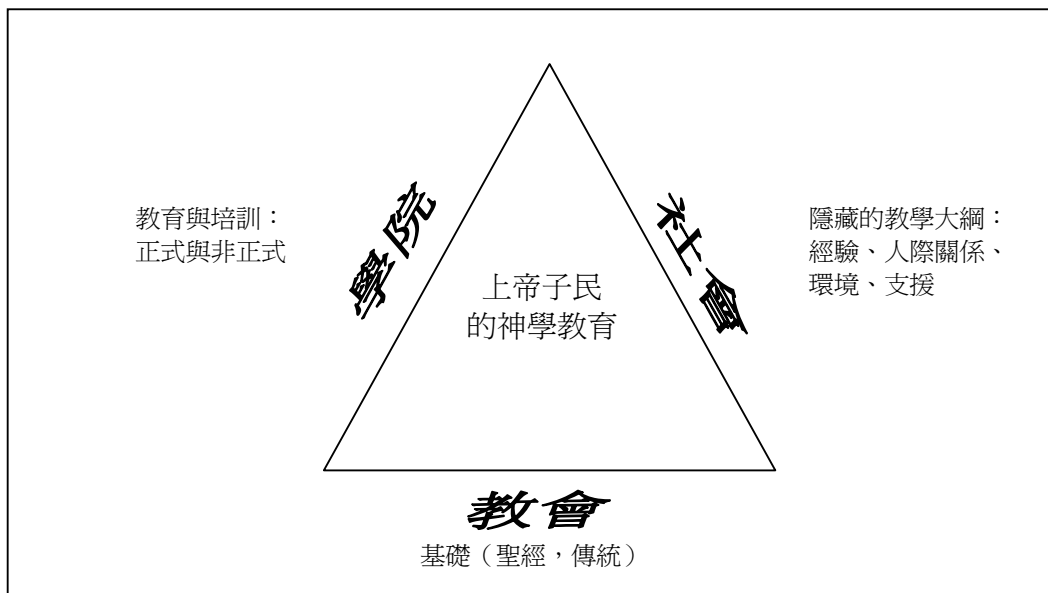 教育與培訓：
正式與非正式
學院
上帝子民
的神學教育
社會
隱藏的教學大綱：
經驗、人際關係、
環境、支援
教會
基礎（聖經，傳統）